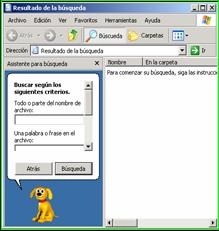 Resultado de la búsqueda
Archivo Edición Ver Favoritos Herramientas Ayuda
Atrás Búsqueda Carpetas
Dirección Resultado de la búsqueda Ir
Asistente para búsqueda
Nombre En la carpeta
Para comenzar su búsqueda, siga las instruccio
Buscar según los
siguientes criterios.
Todo o parte del nombre de
archivo:
Una palabra o frase en el
archivo:
Atrás Búsqueda